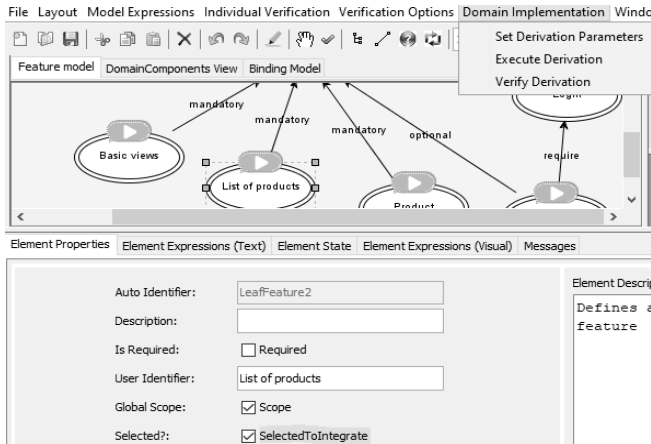 File Layout Model Expressions Individual Verification Verification Options Domain Implementation
Set Derivation Parameters
Execute Derivation
Verify Derivation
Feature model DomainComponents View Binding Model
mandatory
mandatory
mandatory
optional
require
Basic views
List of products
Product
Login
Element Properties Element Expressions (Text) Element State Element Expressions (Visual) Messages
Auto Identifier: LeafFeature2
Description:
Is Required: Required
User Identifier: List of products
Global Scope: Scope
Selected?: SelectedToIntegrate
Element
Defines a
feature